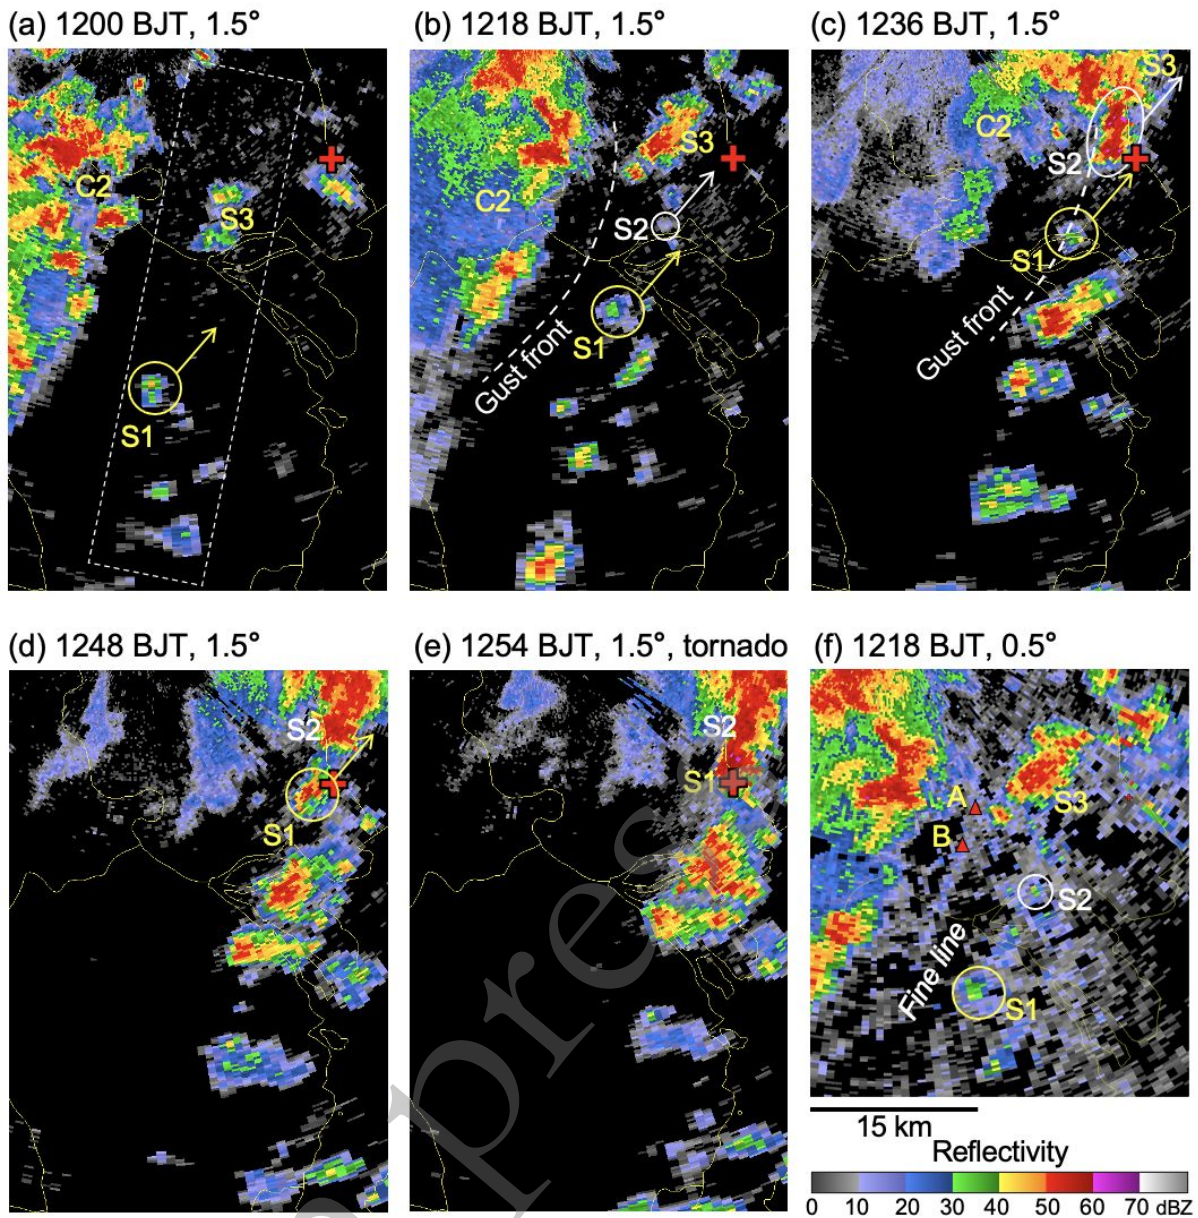 (a) 1200 BJT, 1.5°
C2
S3
S1
(b) 1218 BJT, 1.5°
S3
C2
S2
S1
Gust front
(c) 1236 BJT, 1.5°
S3
C2
S2
S1
Gust front
(d) 1248 BJT, 1.5°
S2
S1
(e) 1254 BJT, 1.5°, tornado
S2
S1
press
(f) 1218 BJT, 0.5°
A
S3
B
S2
Fine line
S1
15 km
Reflectivity
0 10 20 30 40 50 60 70 dBZ